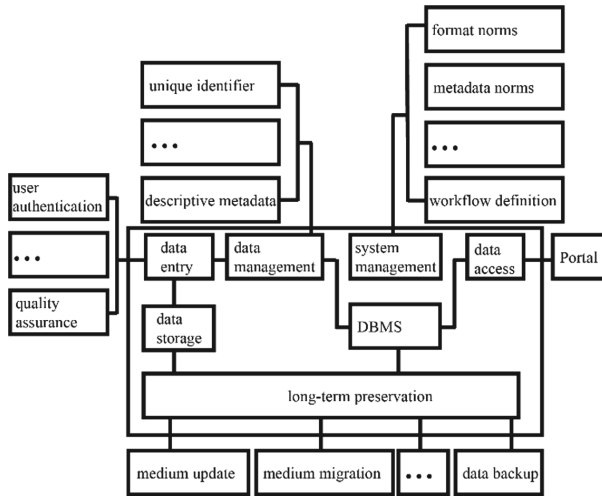 format norms
unique identifier
metadata norms
...
...
descriptive metadata
workflow definition
user
authentication
...
quality
assurance
data
entry
data
management
system
management
data
access
Portal
data
storage
DBMS
long-term preservation
medium update
medium migration
...
data backup